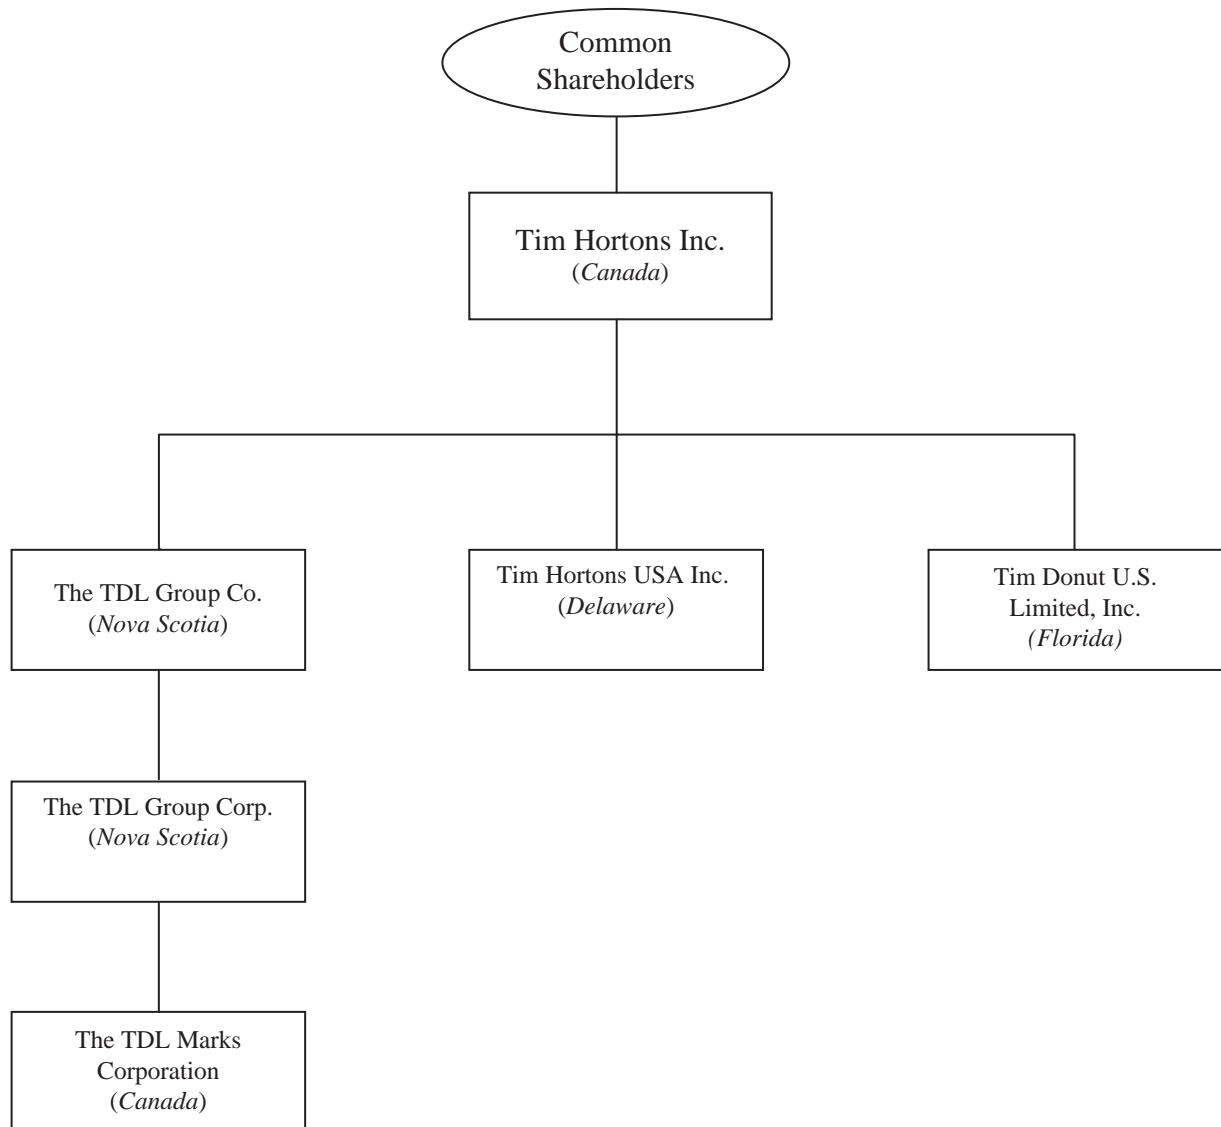 Common
Shareholders
Tim Hortons Inc.
(Canada)
The TDL Group Co.
(Nova Scotia)
Tim Hortons USA Inc.
(Delaware)
Tim Donut U.S.
Limited, Inc.
(Florida)
The TDL Group Corp.
(Nova Scotia)
The TDL Marks
Corporation
(Canada)